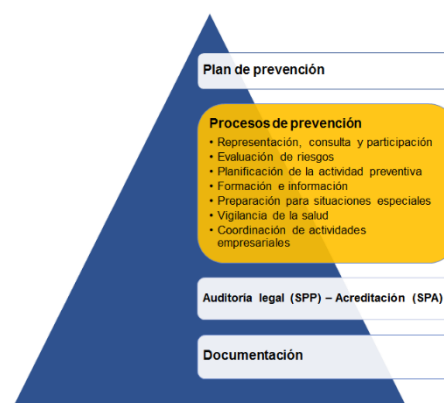 Plan de prevención
Procesos de prevención
• Representación, consulta y participación
• Evaluación de riesgos
• Planificación de la actividad preventiva
• Formación e información
• Preparación para situaciones especiales
• Vigilancia de la salud
• Coordinación de actividades
empresariales
Auditoría legal (SPP) – Acreditación (SPA)
Documentación